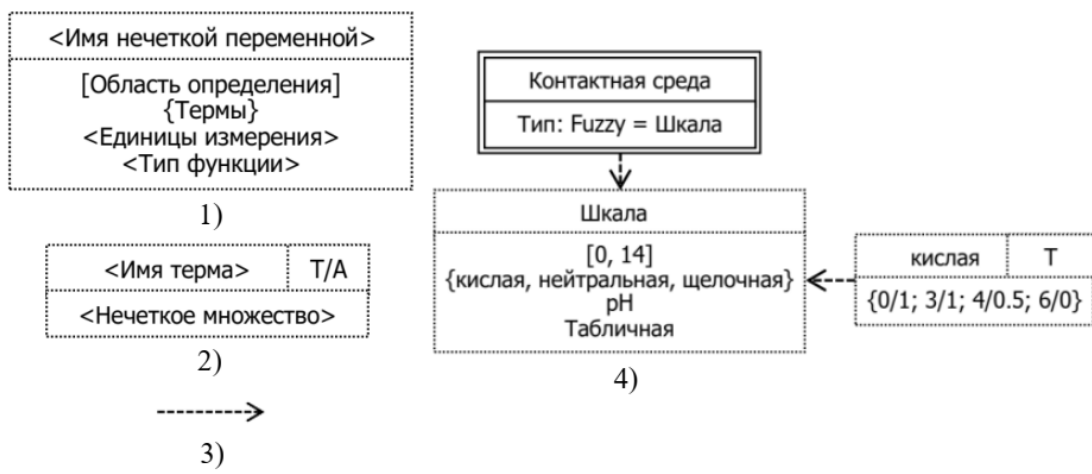 <Имя нечеткой переменной>
[Область определения]
{Термы}
<Единицы измерения>
<Тип функции>
1)
<Имя терма> T/A
<Нечеткое множество>
2)
3)
Контактная среда
Тип: Fuzzy = Шкала
Шкала
[0, 14]
{кислая, нейтральная, щелочная}
pH
Табличная
кислая T
{0/1; 3/1; 4/0.5; 6/0}
4)